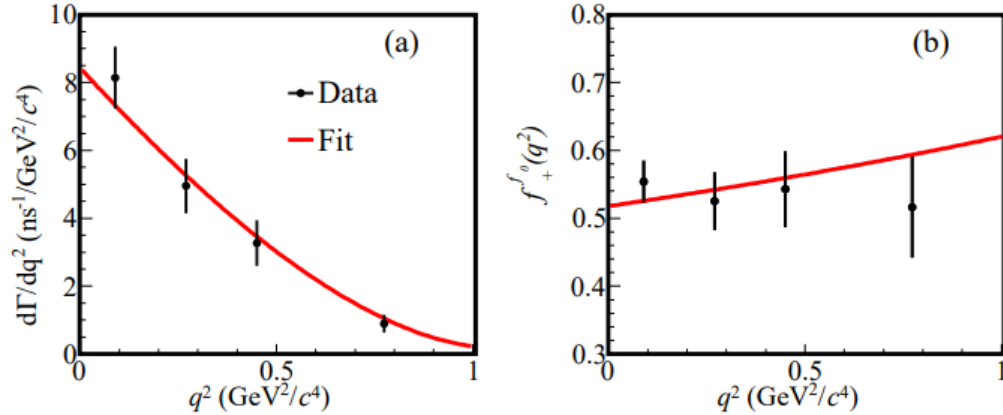 (a)
dΓ/dq² (ns⁻¹/GeV²/c⁴)
10
8
6
4
2
0
Data
Fit
0
0.5
1
q² (GeV²/c⁴)
(b)
f₊^f₀(q²)
0.8
0.7
0.6
0.5
0.4
0.3
0
0.5
1
q² (GeV²/c⁴)